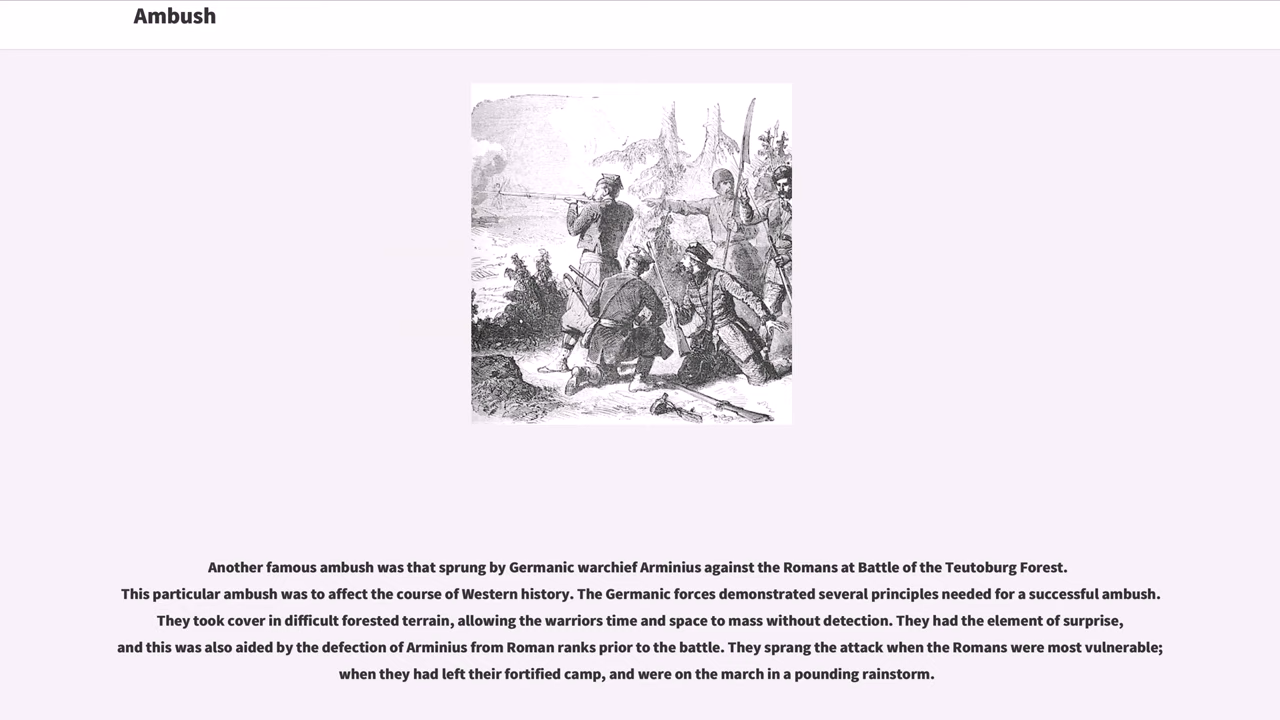 Ambush
Another famous ambush was that sprung by Germanic warchief Arminius against the Romans at Battle of the Teutoburg Forest.
This particular ambush was to affect the course of Western history. The Germanic forces demonstrated several principles needed for a successful ambush.
They took cover in difficult forested terrain, allowing the warriors time and space to mass without detection. They had the element of surprise,
and this was also aided by the defection of Arminius from Roman ranks prior to the battle. They sprang the attack when the Romans were most vulnerable;
when they had left their fortified camp, and were on the march in a pounding rainstorm.